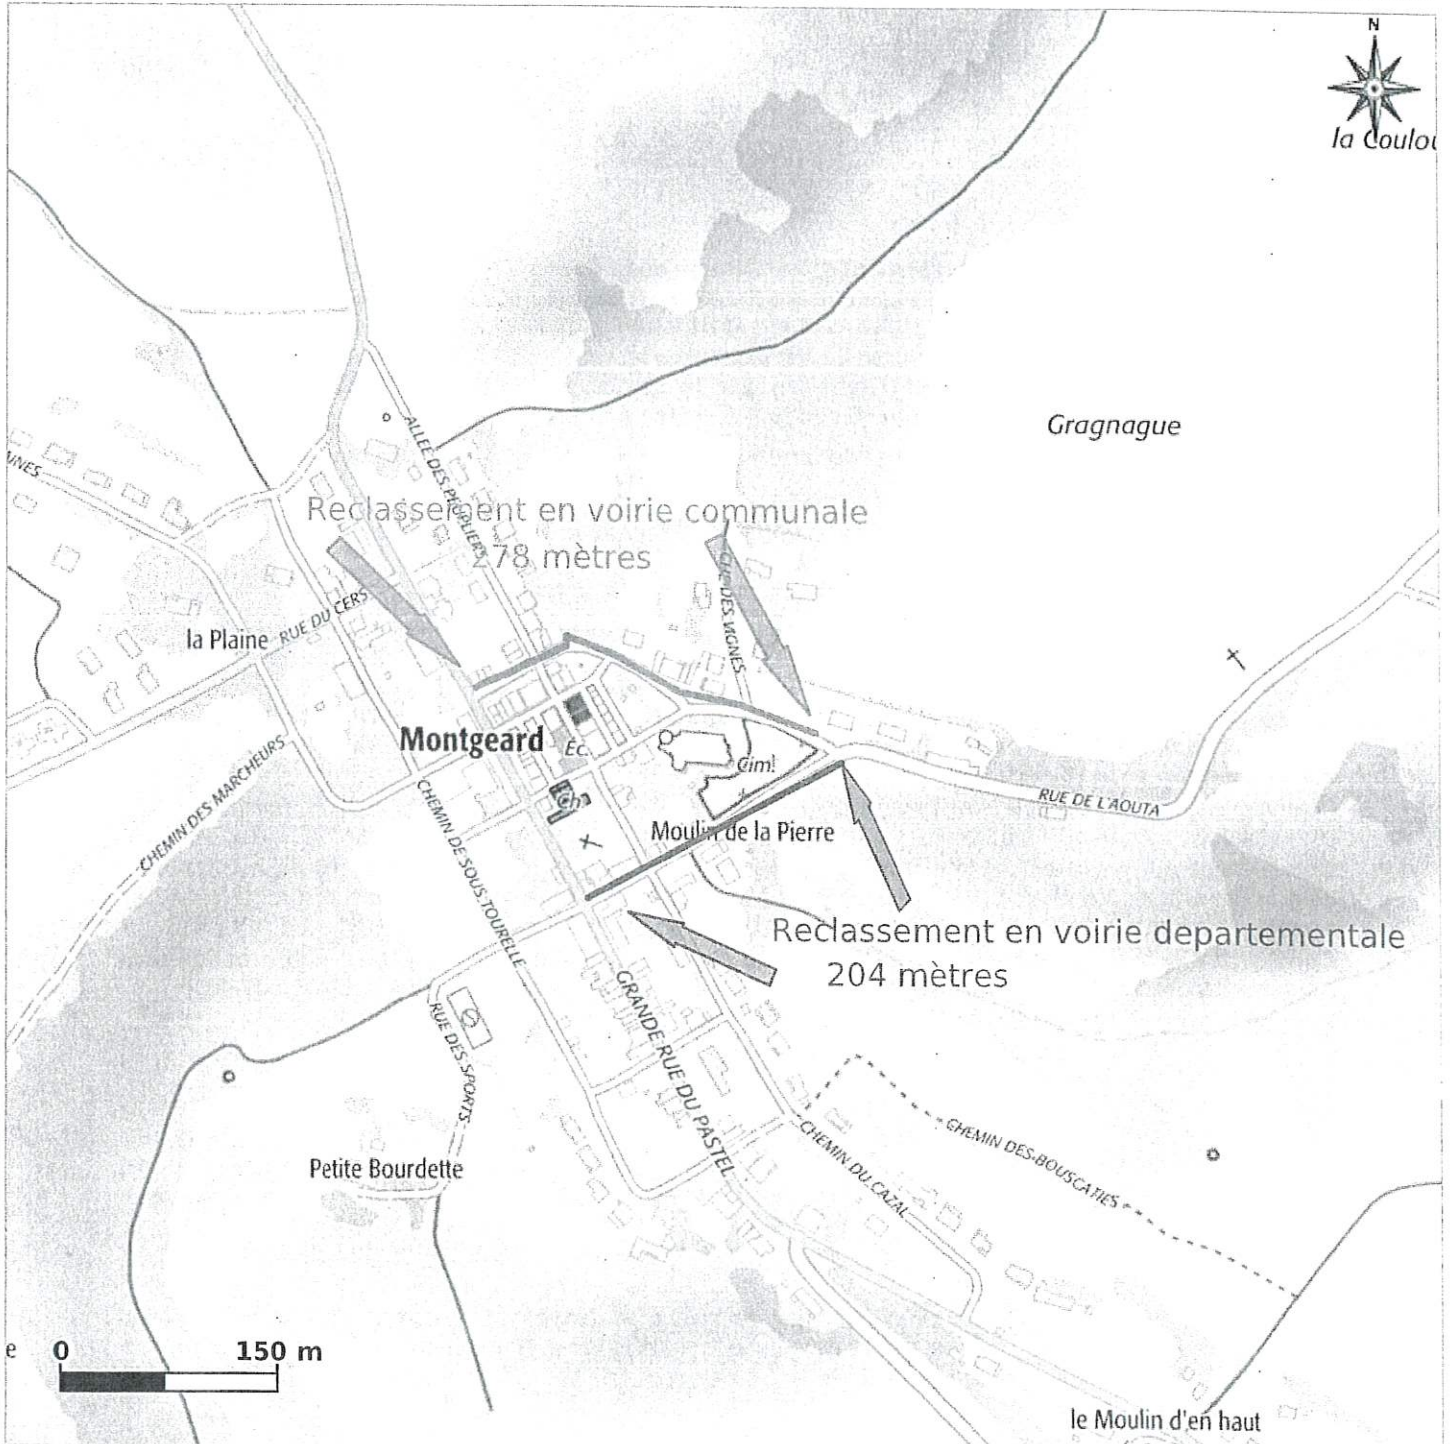 N
la Coulou
Gragnague
UNES
ALLEE DES PEUPLIERS
Reclassement en voirie communale
278 mètres
RUE DU CERS
la Plaine
DES VIGNES
Montgeard
Éc.
Cim!
Ch
Moulin de la Pierre
RUE DE L'AOUTA
CHEMIN DES MARCHEURS
CHEMIN DE SOUS TOURELLE
Reclassement en voirie departementale
204 mètres
GRANDE RUE DU PASTEL
RUE DES SPORTS
Petite Bourdette
CHEMIN DU CAZAL
CHEMIN DES BOUSCATIES
e
0 150 m
le Moulin d'en haut